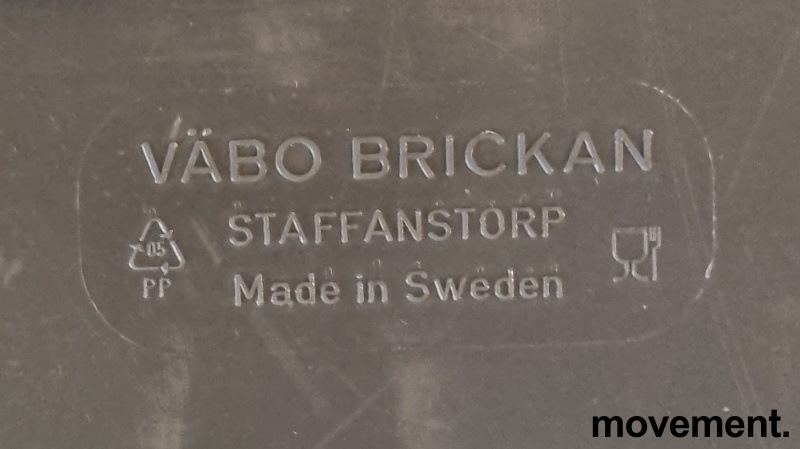 VÄBO BRICKAN
STAFFANSTORP
05
PP
Made in Sweden
movement.